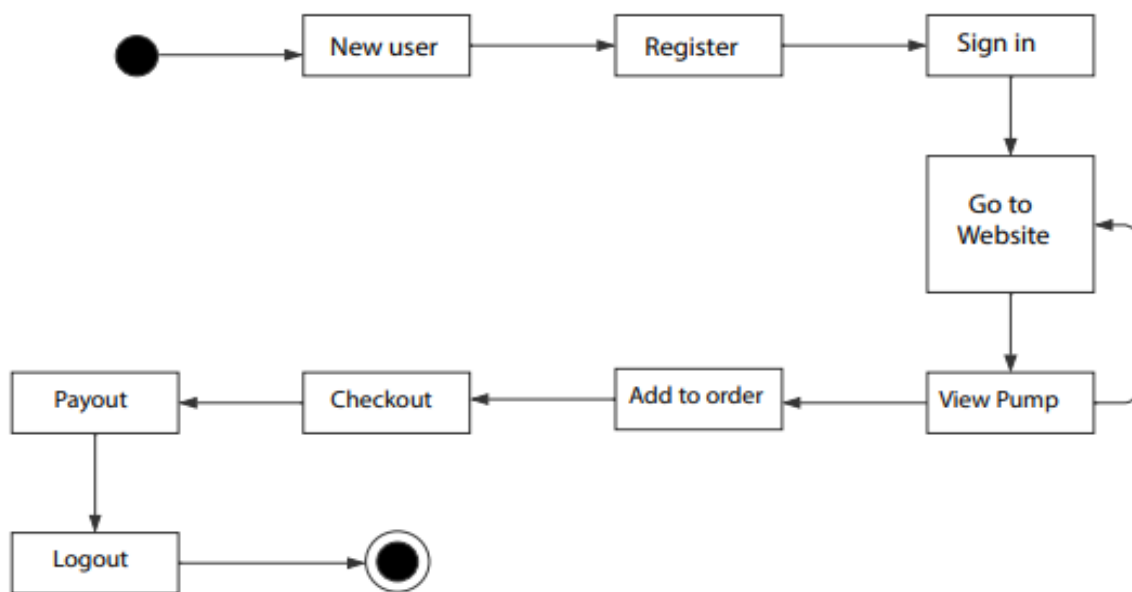 New user
Register
Sign in
Go to
Website
View Pump
Add to order
Checkout
Payout
Logout